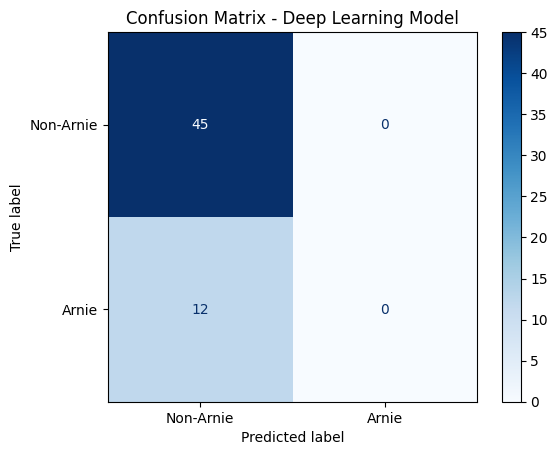 Confusion Matrix - Deep Learning Model
True label
Non-Arnie
45
0
Arnie
12
0
Non-Arnie
Arnie
Predicted label
45
40
35
30
25
20
15
10
5
0